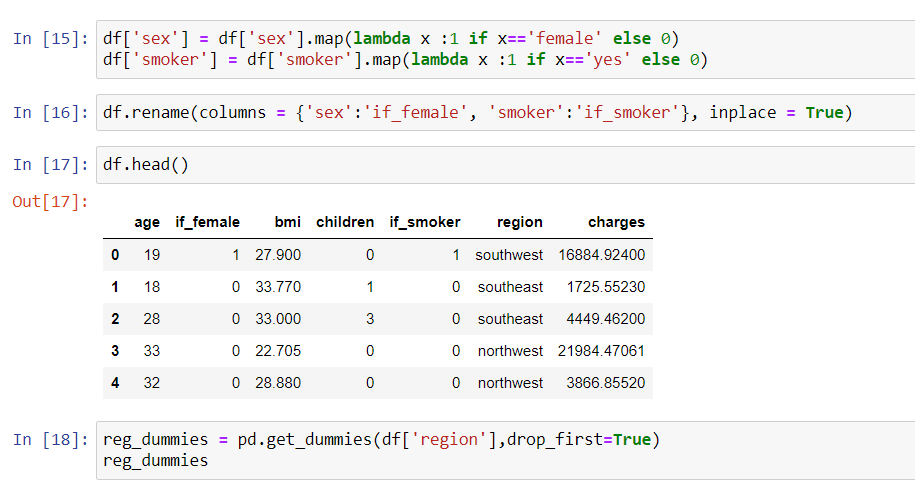 In [15]: df['sex'] = df['sex'].map(lambda x :1 if x=='female' else 0)
df['smoker'] = df['smoker'].map(lambda x :1 if x=='yes' else 0)
In [16]: df.rename(columns = {'sex':'if_female', 'smoker':'if_smoker'}, inplace = True)
In [17]: df.head()
Out[17]:
age if_female bmi children if_smoker region charges
0 19 1 27.900 0 1 southwest 16884.92400
1 18 0 33.770 1 0 southeast 1725.55230
2 28 0 33.000 3 0 southeast 4449.46200
3 33 0 22.705 0 0 northwest 21984.47061
4 32 0 28.880 0 0 northwest 3866.85520
In [18]: reg_dummies = pd.get_dummies(df['region'],drop_first=True)
reg_dummies